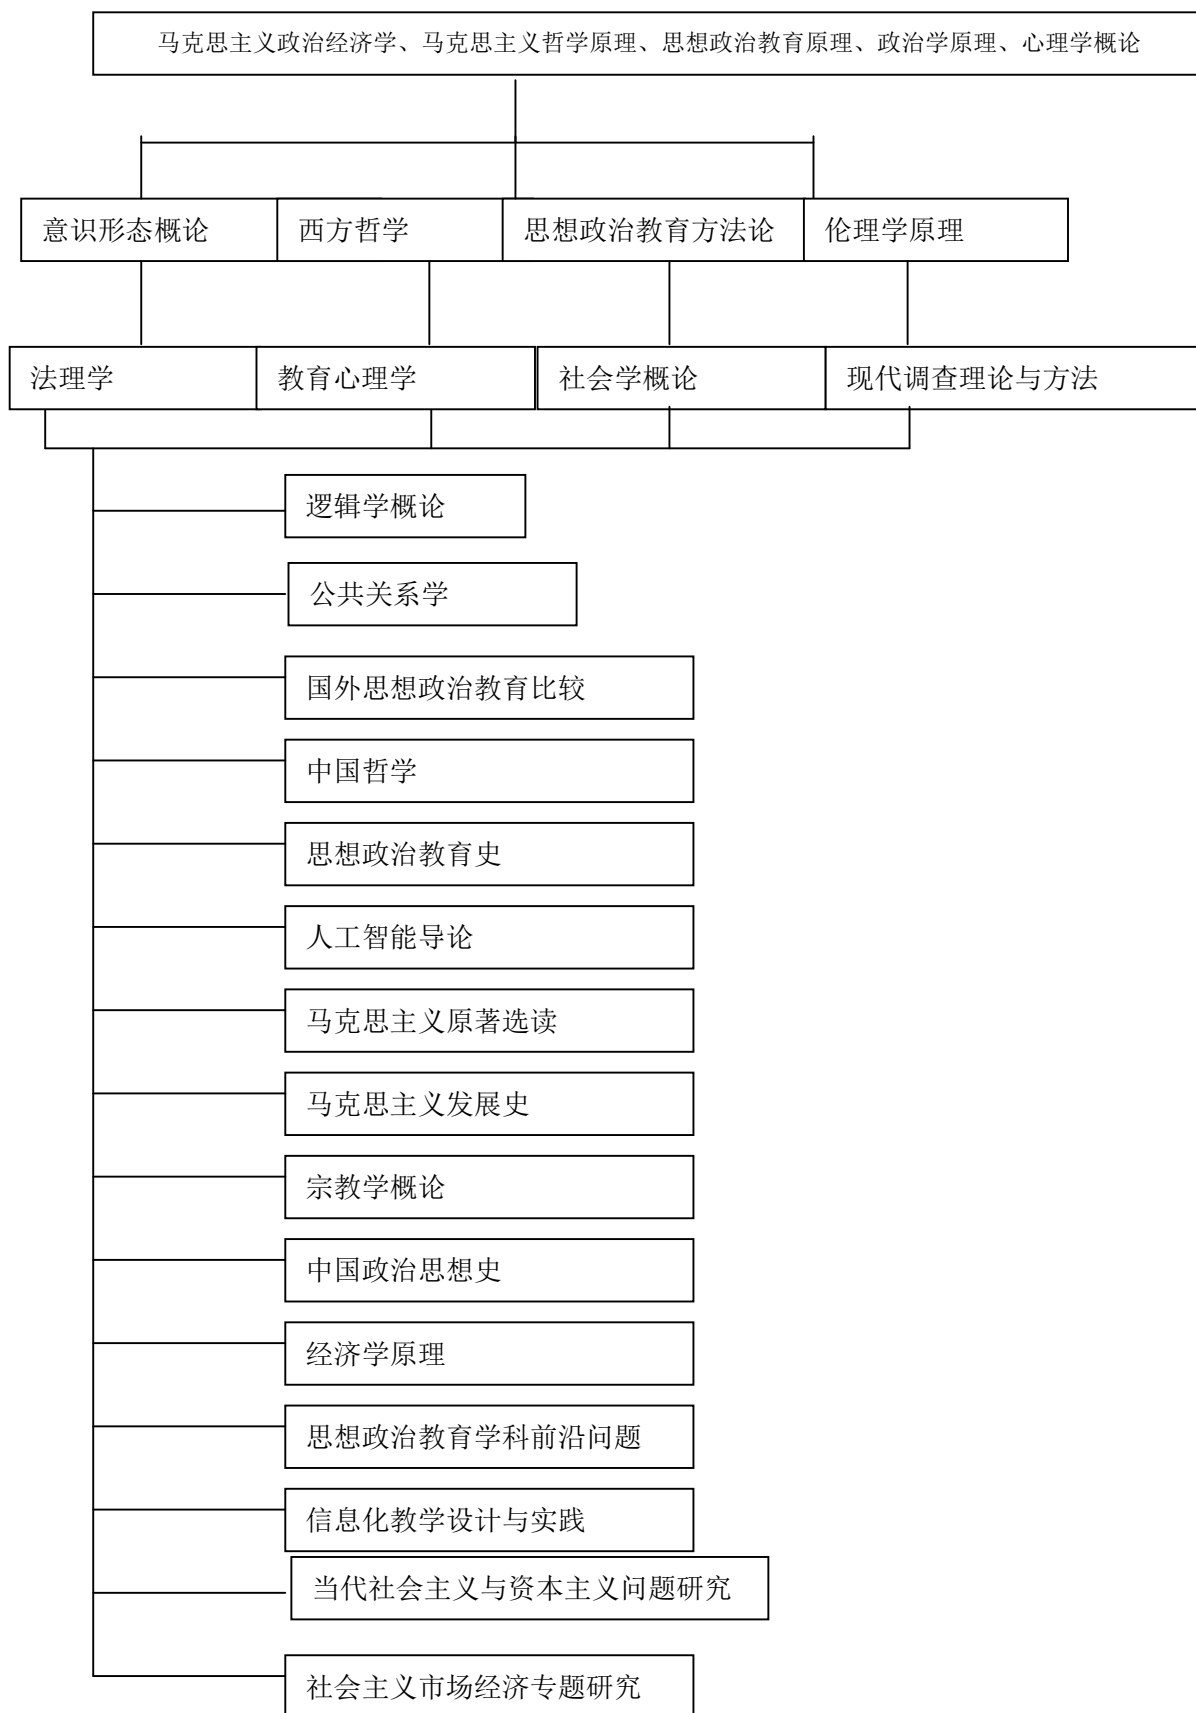 马克思主义政治经济学、马克思主义哲学原理、思想政治教育原理、政治学原理、心理学概论
意识形态概论
西方哲学
思想政治教育方法论
伦理学原理
法理学
教育心理学
社会学概论
现代调查理论与方法
逻辑学概论
公共关系学
国外思想政治教育比较
中国哲学
思想政治教育史
人工智能导论
马克思主义原著选读
马克思主义发展史
宗教学概论
中国政治思想史
经济学原理
思想政治教育学科前沿问题
信息化教学设计与实践
当代社会主义与资本主义问题研究
社会主义市场经济专题研究